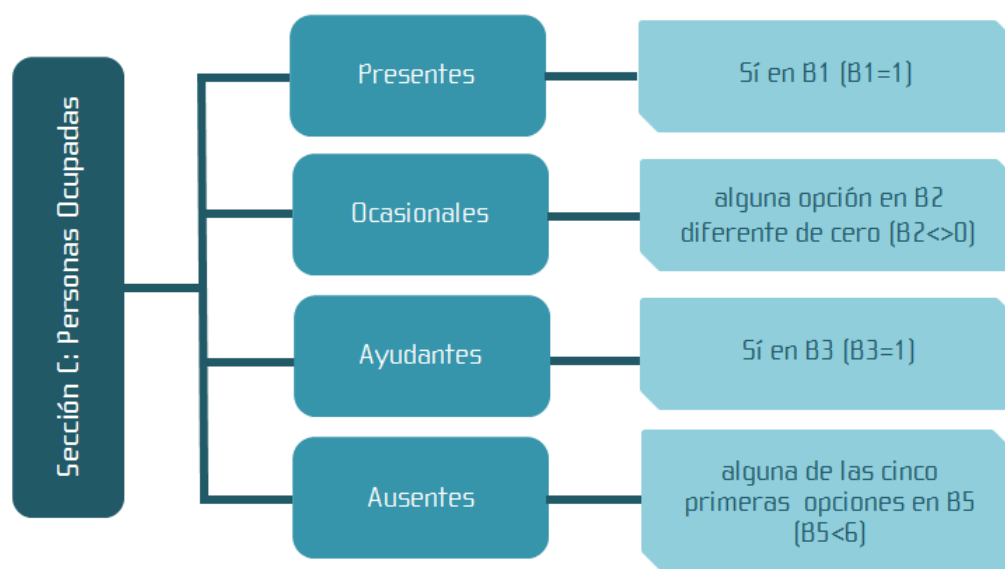 Sección C: Personas Ocupadas
Presentes
Sí en B1 (B1=1)
Ocasionales
alguna opción en B2
diferente de cero (B2<>0)
Ayudantes
Sí en B3 (B3=1)
Ausentes
alguna de las cinco
primeras opciones en B5
(B5<6)